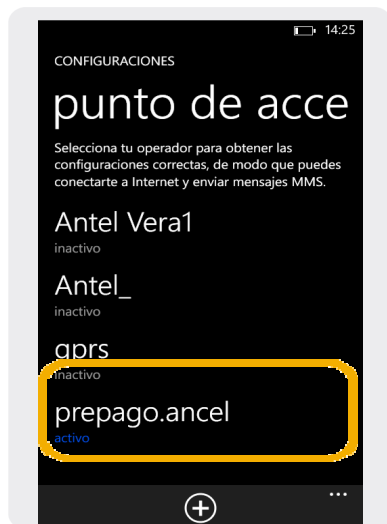 14:25
CONFIGURACIONES
punto de acce
Selecciona tu operador para obtener las
configuraciones correctas, de modo que puedes
conectarte a Internet y enviar mensajes MMS.
Antel Vera1
inactivo
Antel_
inactivo
gprs
inactivo
prepago.ancel
activo